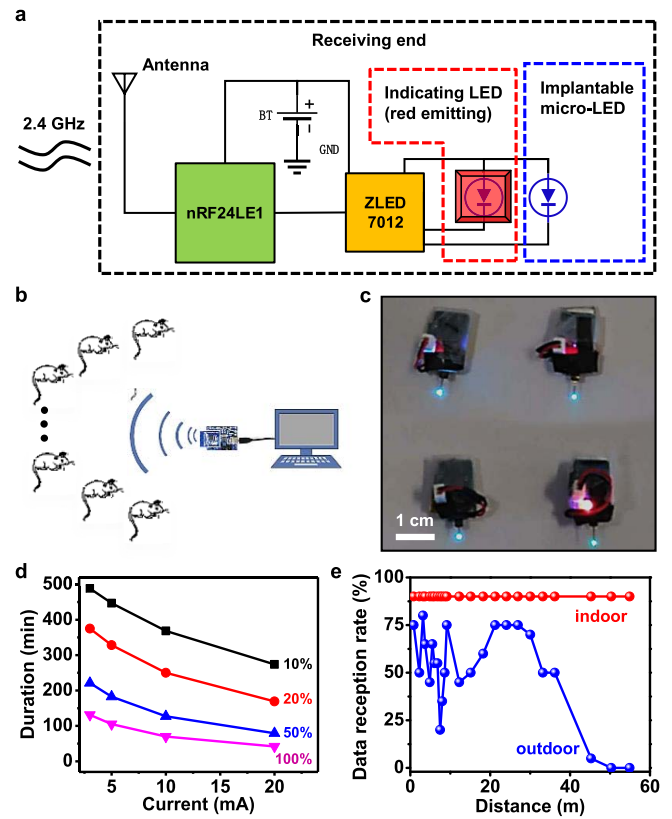 a
Receiving end
Antenna
2.4 GHz
BT
+
−
GND
Indicating LED
(red emitting)
Implantable
micro-LED
nRF24LE1
ZLED
7012
b
c
1 cm
d
Duration (min)
500
400
300
200
100
0
10%
20%
50%
100%
5
10
15
20
Current (mA)
e
Data reception rate (%)
100
75
50
25
0
indoor
outdoor
0
20
40
60
Distance (m)